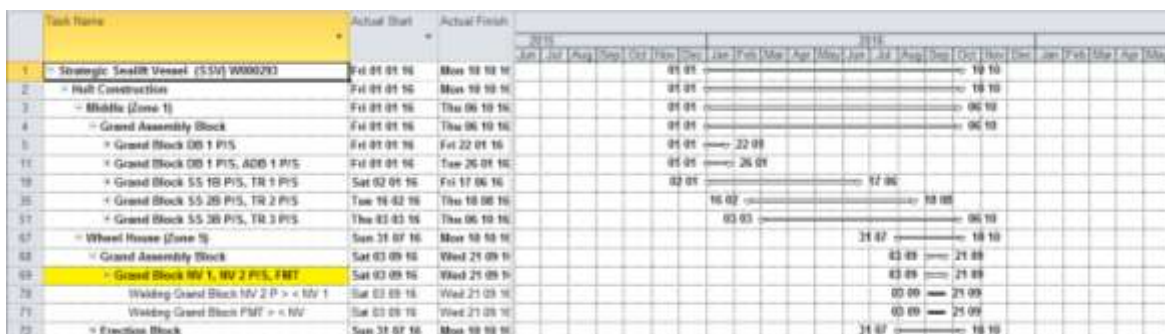 Task Name Actual Start Actual Finish
2015 2016
Jun Jul Aug Sep Oct Nov Dec Jan Feb Mar Apr May Jun Jul Aug Sep Oct Nov Dec Jan Feb Mar Apr May
1 Strategic Sealift Vessel (SSV) W000293 Fri 01 01 16 Mon 10 10 16 01 01 10 10
2 Hull Construction Fri 01 01 16 Mon 10 10 16 01 01 10 10
3 Middle (Zone 1) Fri 01 01 16 Thu 06 10 16 01 01 06 10
4 Grand Assembly Block Fri 01 01 16 Thu 06 10 16 01 01 06 10
5 Grand Block DB 1 P/S Fri 01 01 16 Fri 22 01 16 01 01 22 01
11 Grand Block DB 1 P/S, ADB 1 P/S Fri 01 01 16 Tue 26 01 16 01 01 26 01
Grand Block SS 1B P/S, TR 1 P/S Sat 02 01 16 Fri 17 06 16 02 01 17 06
Grand Block SS 2B P/S, TR 2 P/S Tue 16 02 16 Thu 18 08 16 16 02 18 08
51 Grand Block SS 3B P/S, TR 3 P/S Thu 03 03 16 Thu 06 10 16 03 03 06 10
67 Wheel House (Zone 5) Sun 31 07 16 Mon 10 10 16 31 07 10 10
68 Grand Assembly Block Sat 03 09 16 Wed 21 09 1 03 09 21 09
69 Grand Block NV 1, NV 2 P/S, FMT Sat 03 09 16 Wed 21 09 1 03 09 21 09
70 Welding Grand Block NV 2 P > < NV 1 Sat 03 09 16 Wed 21 09 1 03 09 21 09
71 Welding Grand Block FMT > < NV Sat 03 09 16 Wed 21 09 1 03 09 21 09
72 Erection Block Sun 31 07 16 Mon 10 10 16 31 07 10 10